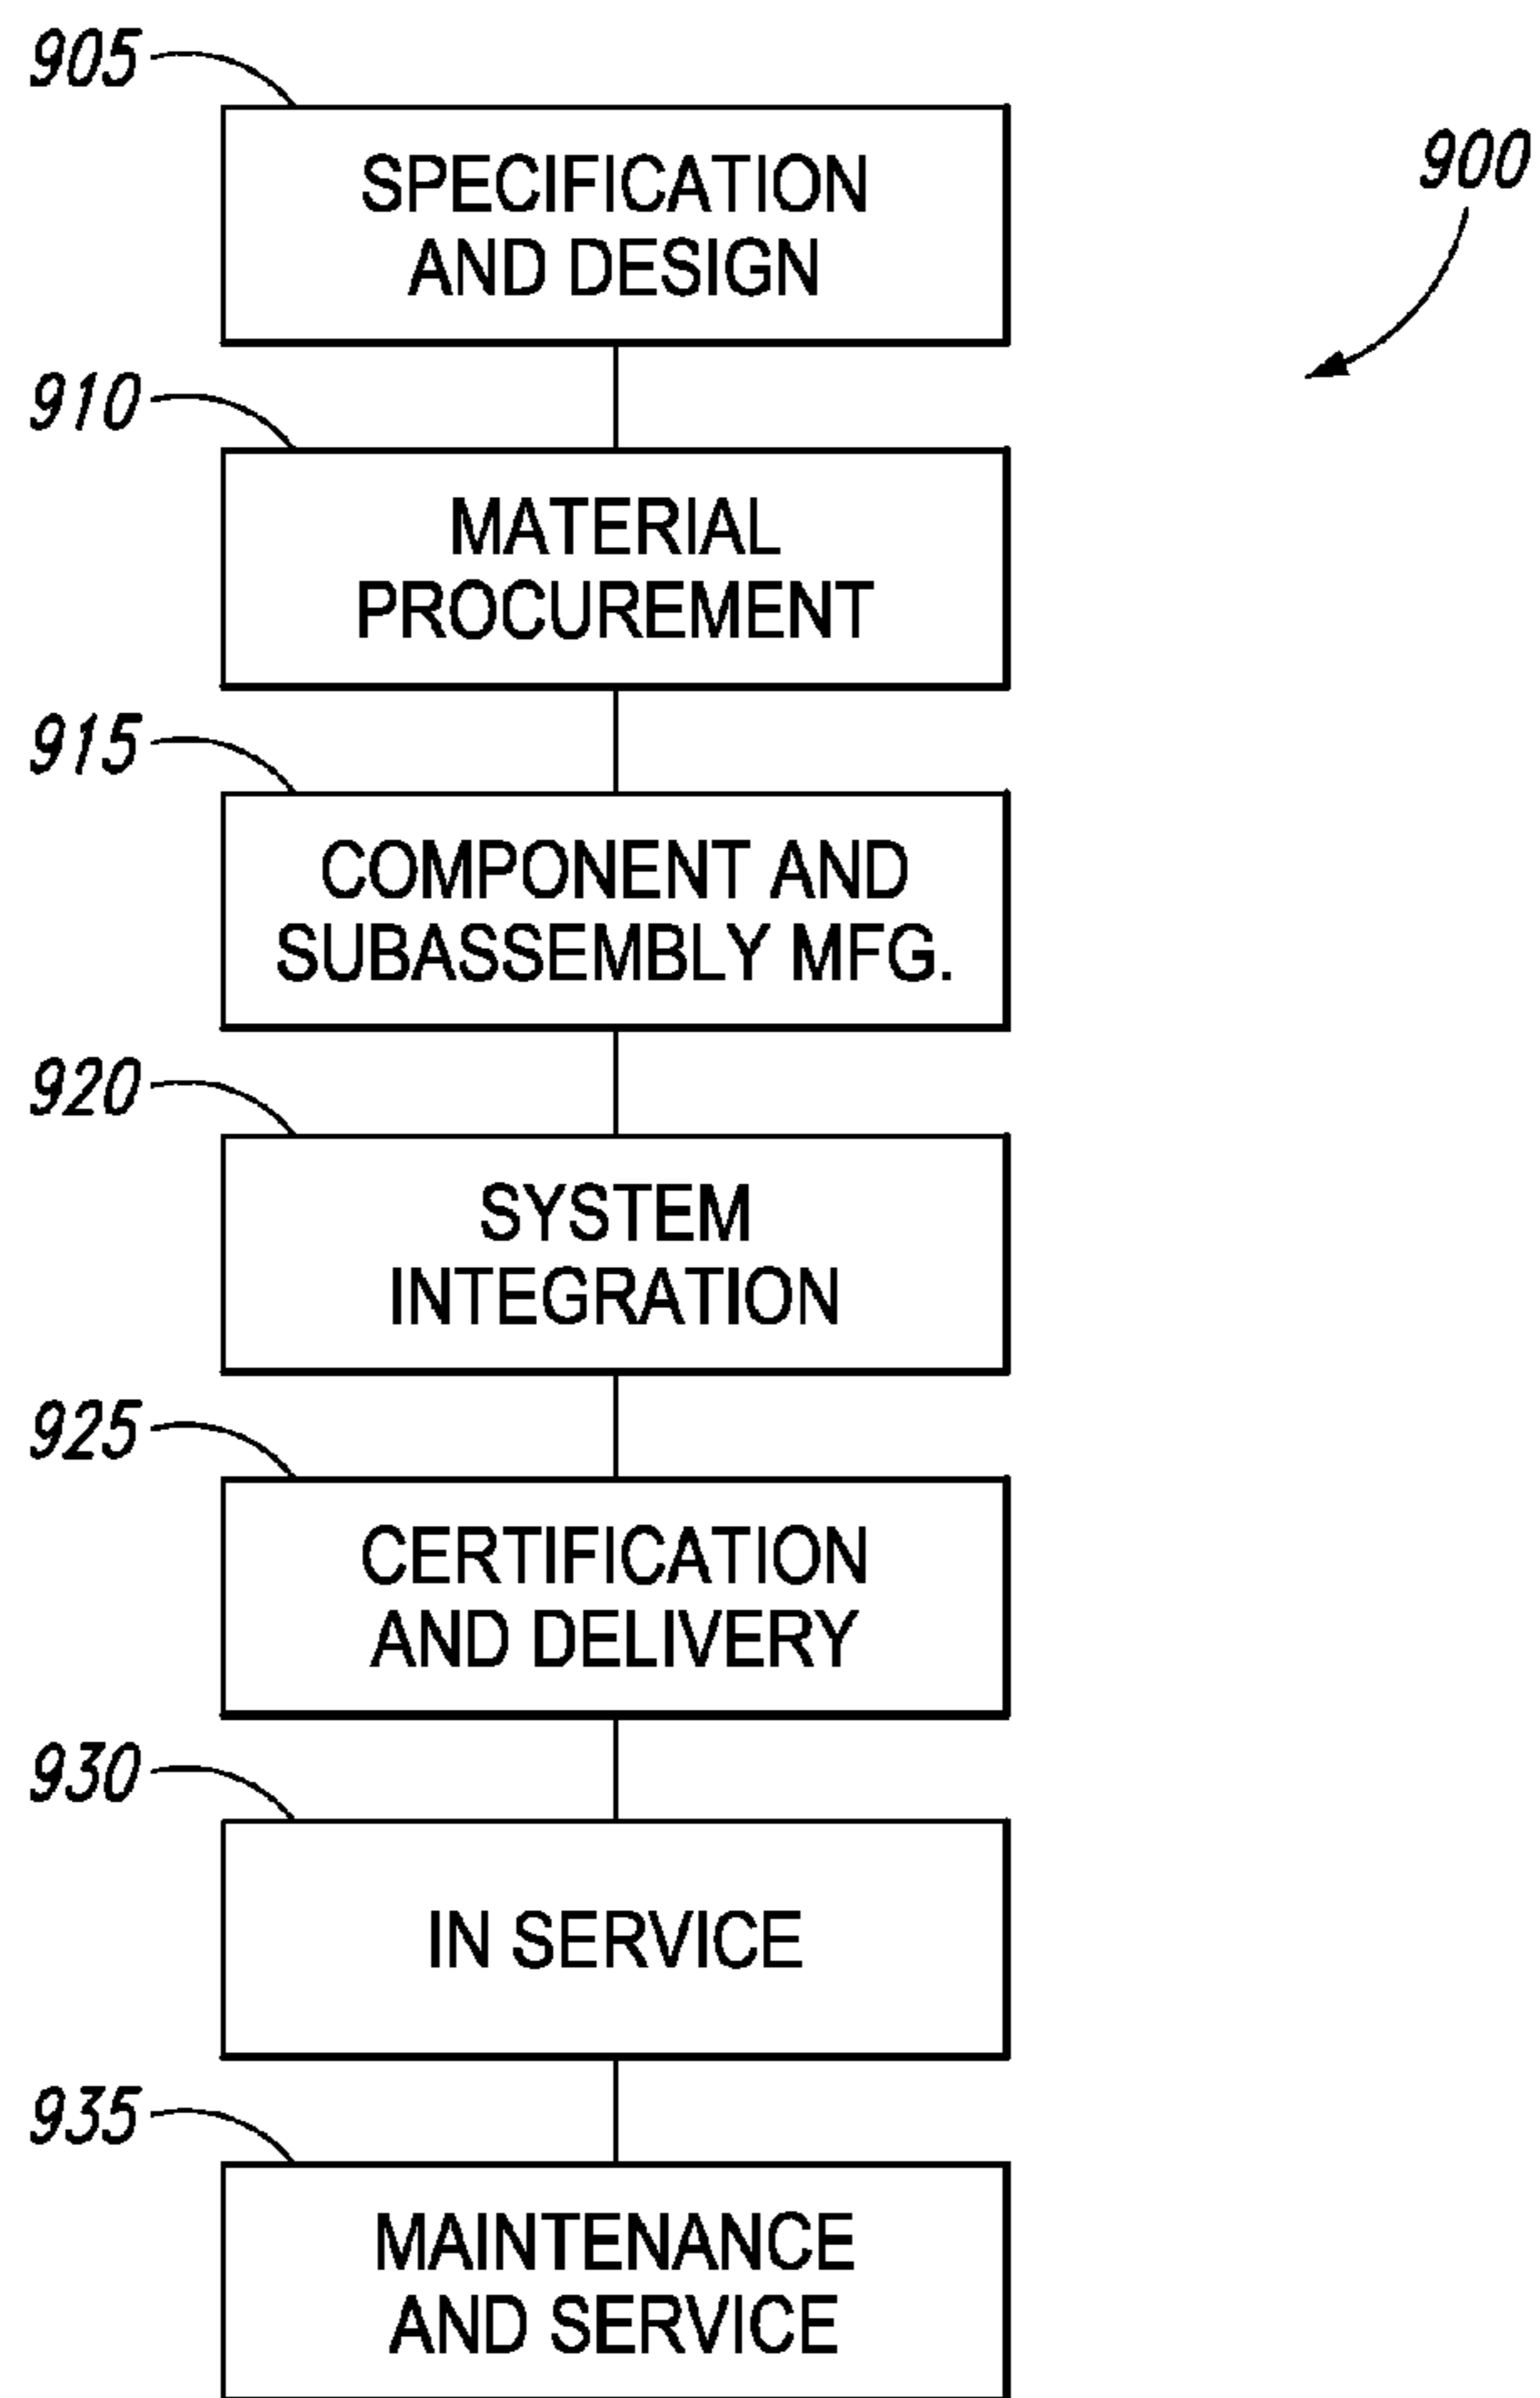 905
SPECIFICATION
AND DESIGN
900
910
MATERIAL
PROCUREMENT
915
COMPONENT AND
SUBASSEMBLY MFG.
920
SYSTEM
INTEGRATION
925
CERTIFICATION
AND DELIVERY
930
IN SERVICE
935
MAINTENANCE
AND SERVICE